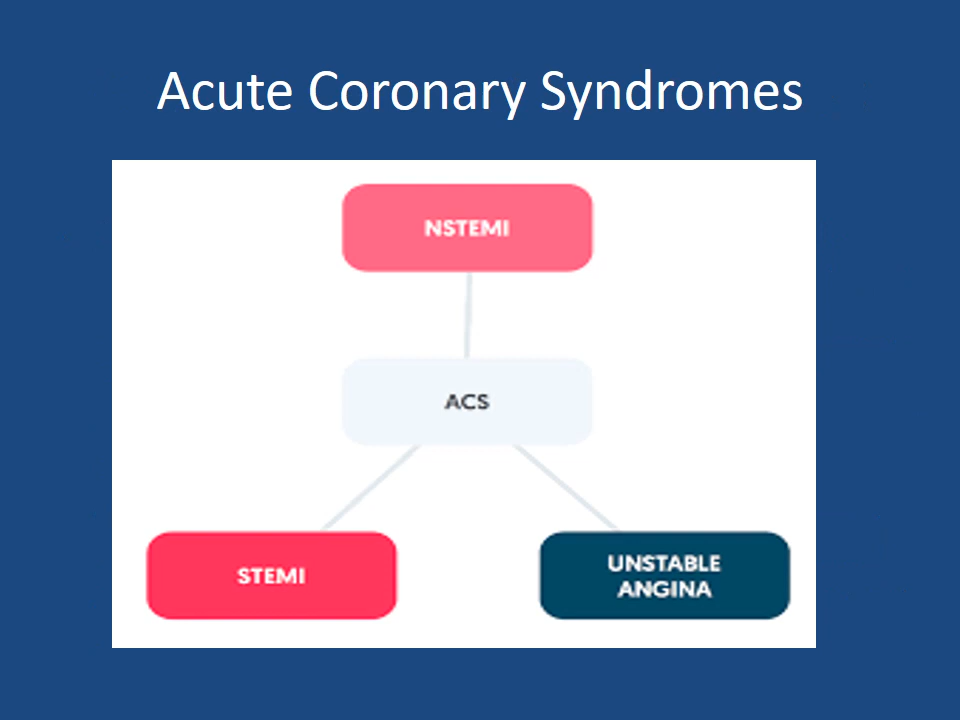 Acute Coronary Syndromes
NSTEMI
ACS
STEMI
UNSTABLE
ANGINA